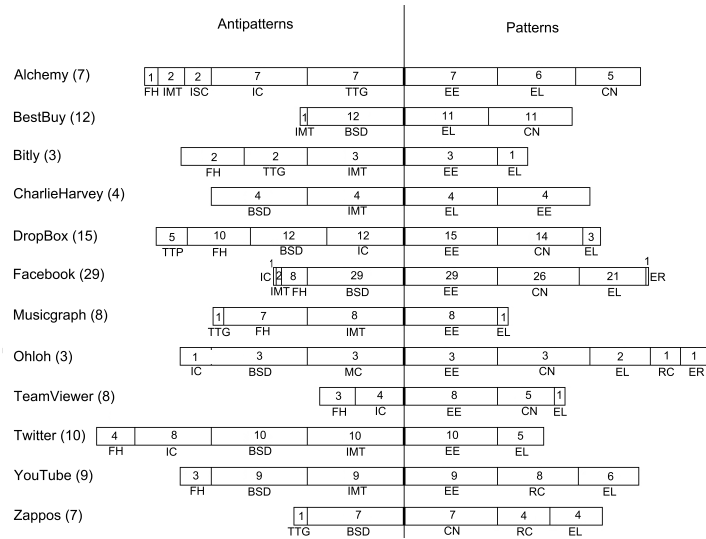 Antipatterns Patterns
Alchemy (7) 1 2 2 7 7 7 6 5
FH IMT ISC IC TTG EE EL CN
BestBuy (12) 1 12 11 11
IMT BSD EL CN
Bitly (3) 2 2 3 3 1
FH TTG IMT EE EL
CharlieHarvey (4) 4 4 4 4
BSD IMT EL EE
DropBox (15) 5 10 12 12 15 14 3
TTP FH BSD IC EE CN EL
1 1
Facebook (29) IC 2 8 29 29 26 21 ER
IMT FH BSD EE CN EL
Musicgraph (8) 1 7 8 8 1
TTG FH IMT EE EL
Ohloh (3) 1 3 3 3 3 2 1 1
IC BSD MC EE CN EL RC ER
TeamViewer (8) 3 4 8 5 1
FH IC EE CN EL
Twitter (10) 4 8 10 10 10 5
FH IC BSD IMT EE EL
YouTube (9) 3 9 9 9 8 6
FH BSD IMT EE RC EL
Zappos (7) 1 7 7 4 4
TTG BSD CN RC EL